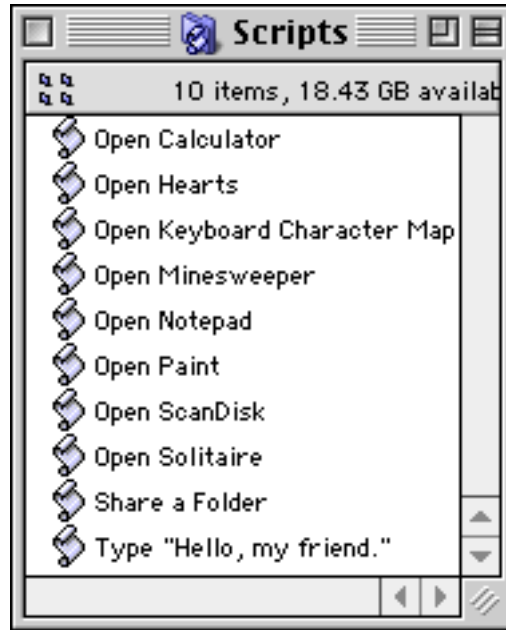 Scripts
10 items, 18.43 GB availab
Open Calculator
Open Hearts
Open Keyboard Character Map
Open Minesweeper
Open Notepad
Open Paint
Open ScanDisk
Open Solitaire
Share a Folder
Type "Hello, my friend."